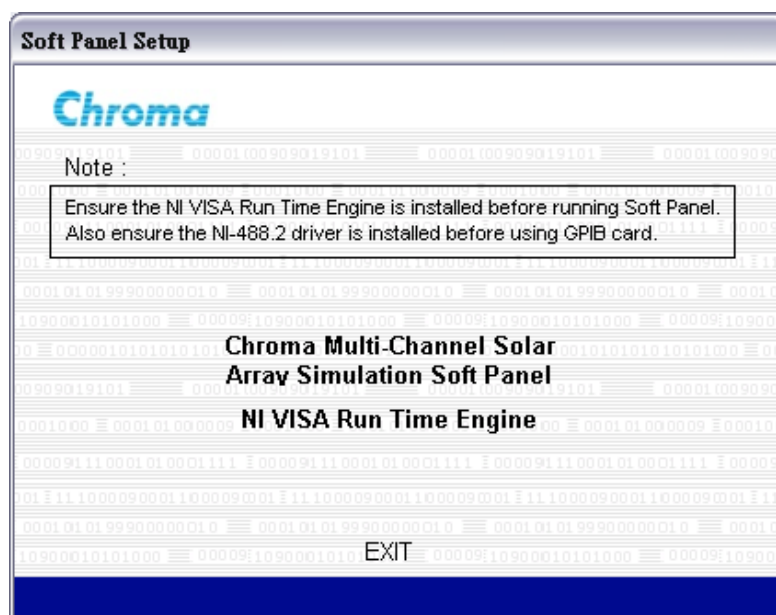 Soft Panel Setup
Chroma
Note :
Ensure the NI VISA Run Time Engine is installed before running Soft Panel.
Also ensure the NI-488.2 driver is installed before using GPIB card.
Chroma Multi-Channel Solar
Array Simulation Soft Panel
NI VISA Run Time Engine
EXIT